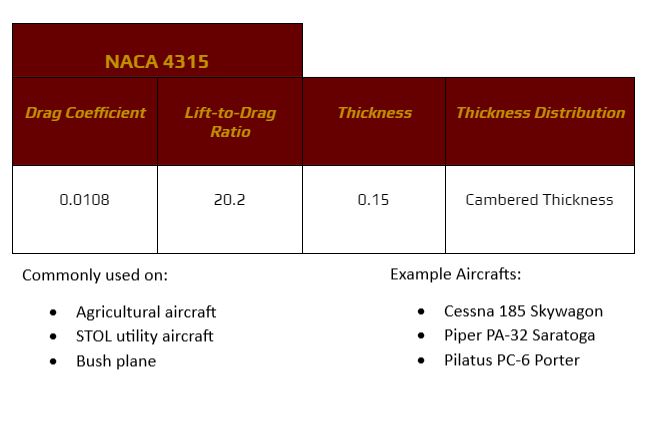 NACA 4315
Drag Coefficient
Lift-to-Drag
Ratio
Thickness
Thickness Distribution
0.0108
20.2
0.15
Cambered Thickness
Commonly used on:
• Agricultural aircraft
• STOL utility aircraft
• Bush plane
Example Aircrafts:
• Cessna 185 Skywagon
• Piper PA-32 Saratoga
• Pilatus PC-6 Porter